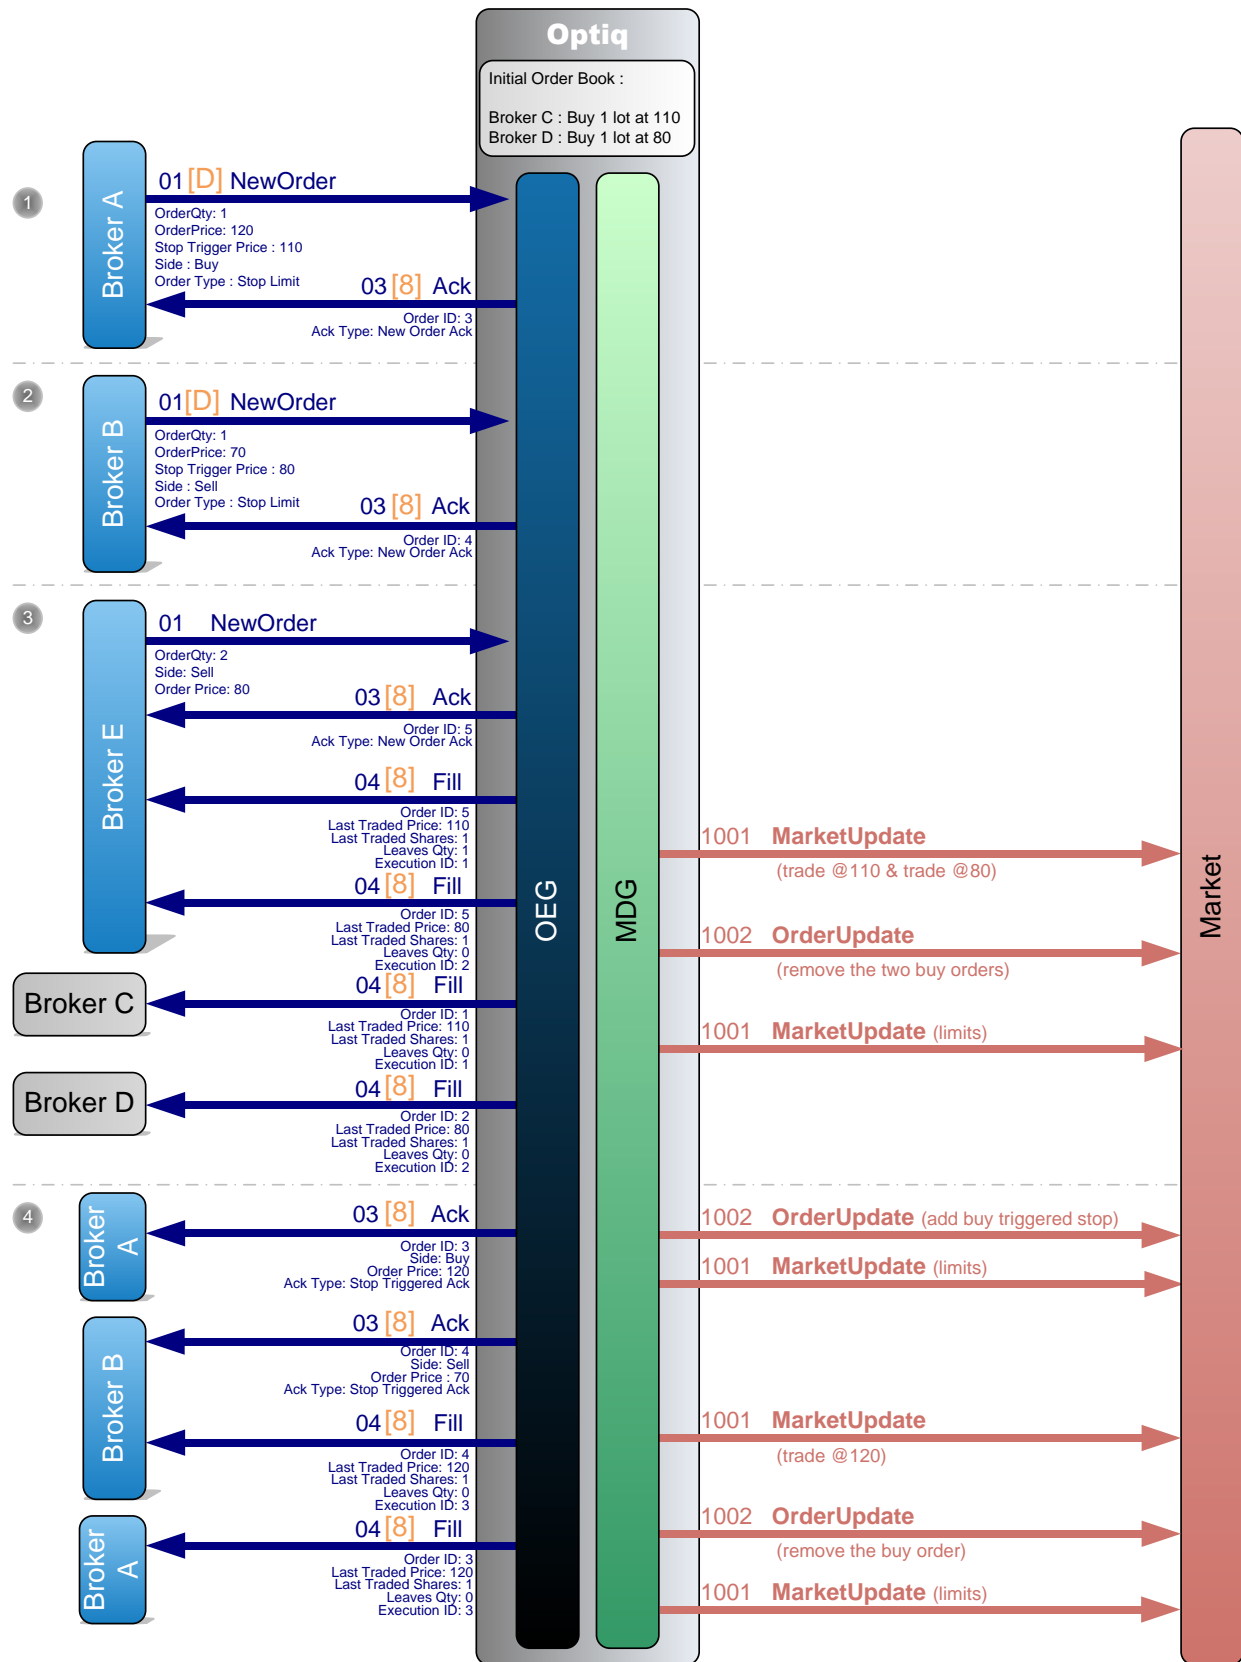 Optiq
Initial Order Book :
Broker C : Buy 1 lot at 110
Broker D : Buy 1 lot at 80
OEG
MDG
Market
1
Broker A
01 [D] NewOrder
OrderQty: 1
OrderPrice: 120
Stop Trigger Price : 110
Side : Buy
Order Type : Stop Limit
03 [8] Ack
Order ID: 3
Ack Type: New Order Ack
2
Broker B
01 [D] NewOrder
OrderQty: 1
OrderPrice: 70
Stop Trigger Price : 80
Side : Sell
Order Type : Stop Limit
03 [8] Ack
Order ID: 4
Ack Type: New Order Ack
3
Broker E
01 NewOrder
OrderQty: 2
Side: Sell
Order Price: 80
03 [8] Ack
Order ID: 5
Ack Type: New Order Ack
04 [8] Fill
Order ID: 5
Last Traded Price: 110
Last Traded Shares: 1
Leaves Qty: 1
Execution ID: 1
1001 MarketUpdate
(trade @110 & trade @80)
04 [8] Fill
Order ID: 5
Last Traded Price: 80
Last Traded Shares: 1
Leaves Qty: 0
Execution ID: 2
1002 OrderUpdate
(remove the two buy orders)
Broker C
04 [8] Fill
Order ID: 1
Last Traded Price: 110
Last Traded Shares: 1
Leaves Qty: 0
Execution ID: 1
1001 MarketUpdate (limits)
Broker D
04 [8] Fill
Order ID: 2
Last Traded Price: 80
Last Traded Shares: 1
Leaves Qty: 0
Execution ID: 2
4
Broker
A
03 [8] Ack
Order ID: 3
Side: Buy
Order Price: 120
Ack Type: Stop Triggered Ack
1002 OrderUpdate (add buy triggered stop)
1001 MarketUpdate (limits)
Broker B
03 [8] Ack
Order ID: 4
Side: Sell
Order Price : 70
Ack Type: Stop Triggered Ack
04 [8] Fill
Order ID: 4
Last Traded Price: 120
Last Traded Shares: 1
Leaves Qty: 0
Execution ID: 3
1001 MarketUpdate
(trade @120)
Broker
A
04 [8] Fill
Order ID: 3
Last Traded Price: 120
Last Traded Shares: 1
Leaves Qty: 0
Execution ID: 3
1002 OrderUpdate
(remove the buy order)
1001 MarketUpdate (limits)